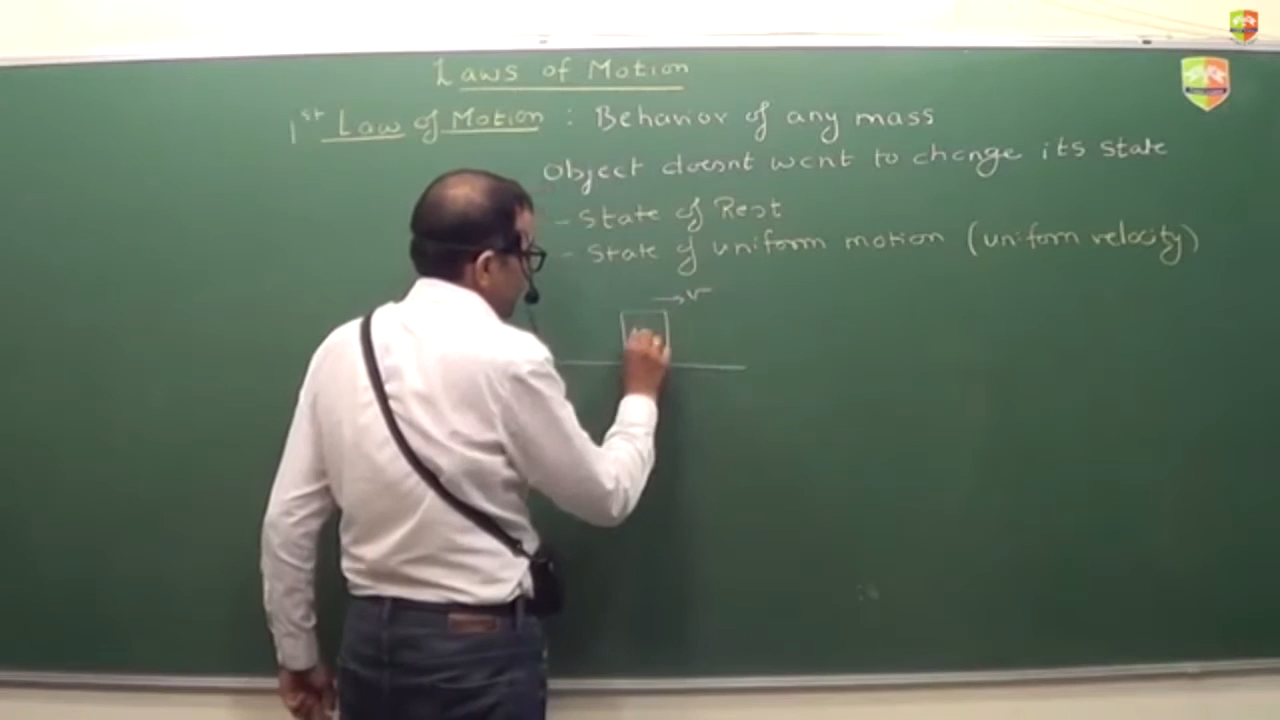 Laws of Motion
1st Law of Motion : Behavior of any mass
Object doesnt want to change its state
- State of Rest
- State of uniform motion (uniform velocity)
→ v